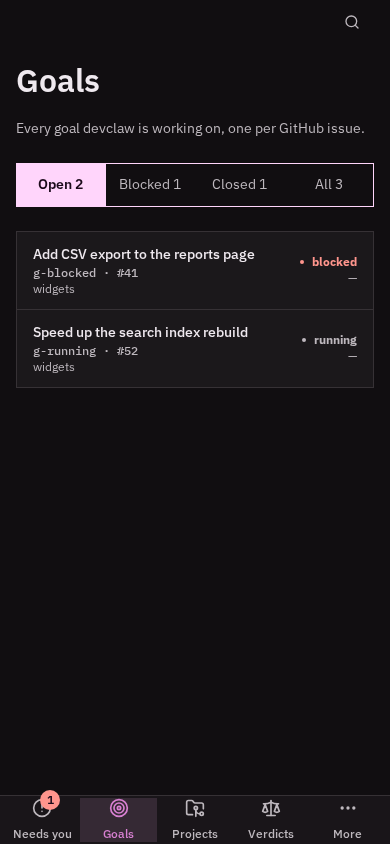 Goals
Every goal devclaw is working on, one per GitHub issue.
Open 2 Blocked 1 Closed 1 All 3
Add CSV export to the reports page
g-blocked · #41
widgets
• blocked
—
Speed up the search index rebuild
g-running · #52
widgets
• running
—
1
Needs you Goals Projects Verdicts More